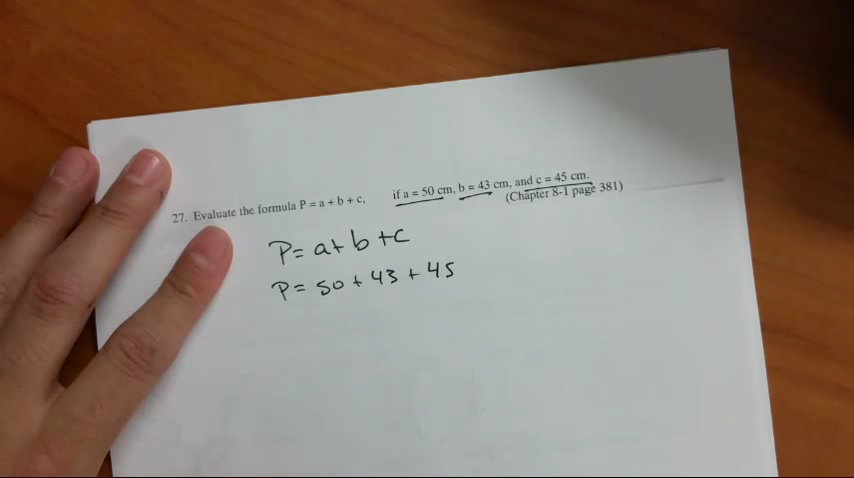 27. Evaluate the formula P = a + b + c, if a = 50 cm, b = 43 cm, and c = 45 cm.
(Chapter 8-1 page 381)
P= a+ b +c
P= 50 + 43 + 45